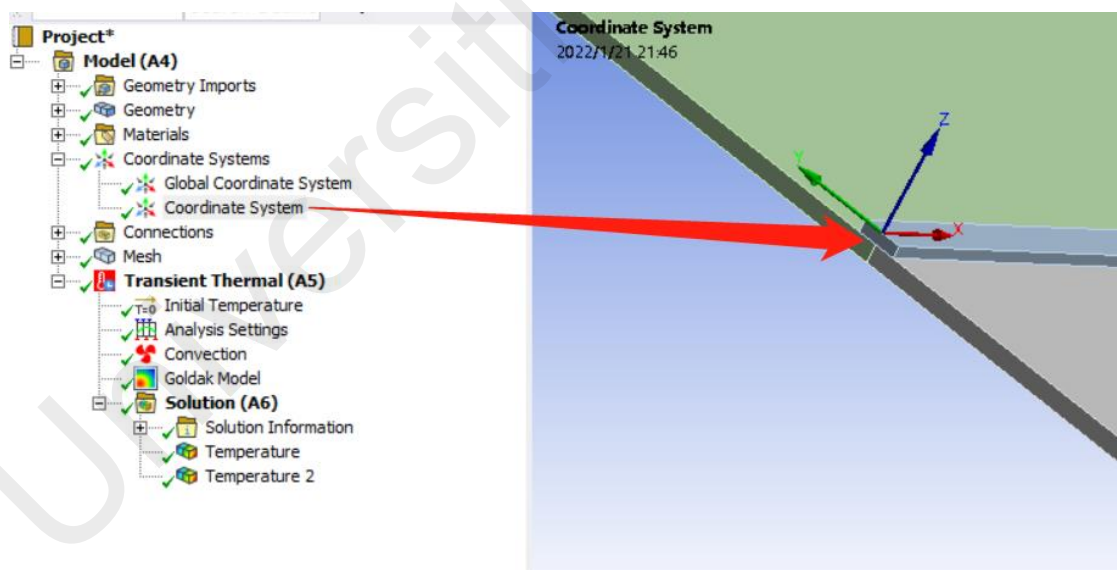 Project*
Model (A4)
Geometry Imports
Geometry
Materials
Coordinate Systems
Global Coordinate System
Coordinate System
Connections
Mesh
Transient Thermal (A5)
T=0 Initial Temperature
Analysis Settings
Convection
Goldak Model
Solution (A6)
Solution Information
Temperature
Temperature 2
Coordinate System
2022/1/21 21:46
Z
Y
X
Universiti